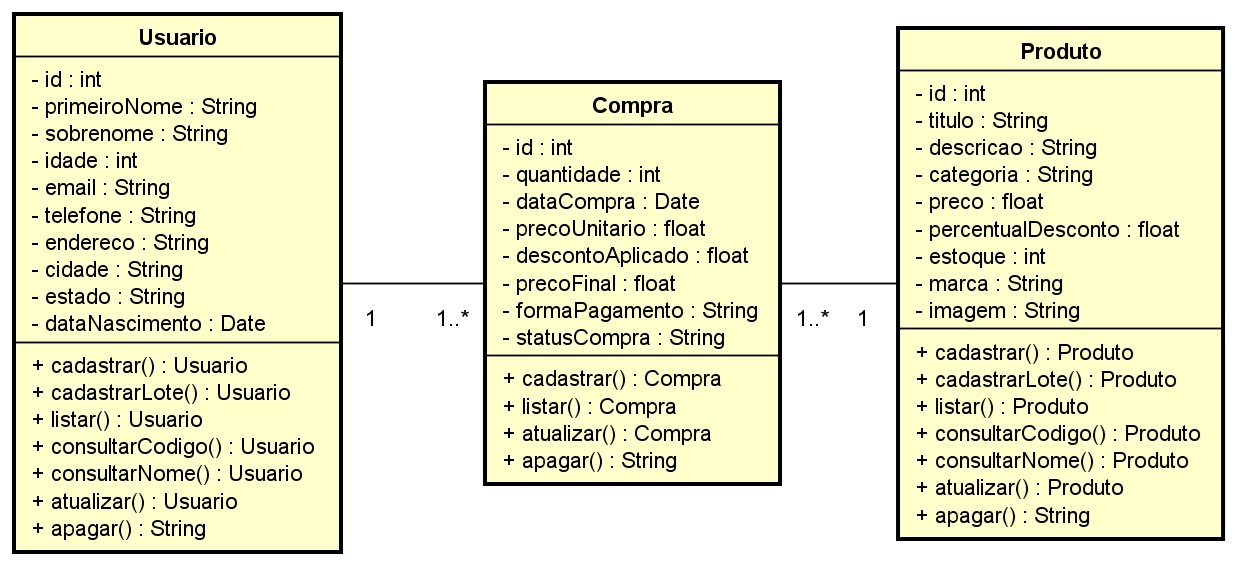 Usuario
- id : int
- primeiroNome : String
- sobrenome : String
- idade : int
- email : String
- telefone : String
- endereco : String
- cidade : String
- estado : String
- dataNascimento : Date
+ cadastrar() : Usuario
+ cadastrarLote() : Usuario
+ listar() : Usuario
+ consultarCodigo() : Usuario
+ consultarNome() : Usuario
+ atualizar() : Usuario
+ apagar() : String
1
1..*
Compra
- id : int
- quantidade : int
- dataCompra : Date
- precoUnitario : float
- descontoAplicado : float
- precoFinal : float
- formaPagamento : String
- statusCompra : String
+ cadastrar() : Compra
+ listar() : Compra
+ atualizar() : Compra
+ apagar() : String
1..*
1
Produto
- id : int
- titulo : String
- descricao : String
- categoria : String
- preco : float
- percentualDesconto : float
- estoque : int
- marca : String
- imagem : String
+ cadastrar() : Produto
+ cadastrarLote() : Produto
+ listar() : Produto
+ consultarCodigo() : Produto
+ consultarNome() : Produto
+ atualizar() : Produto
+ apagar() : String